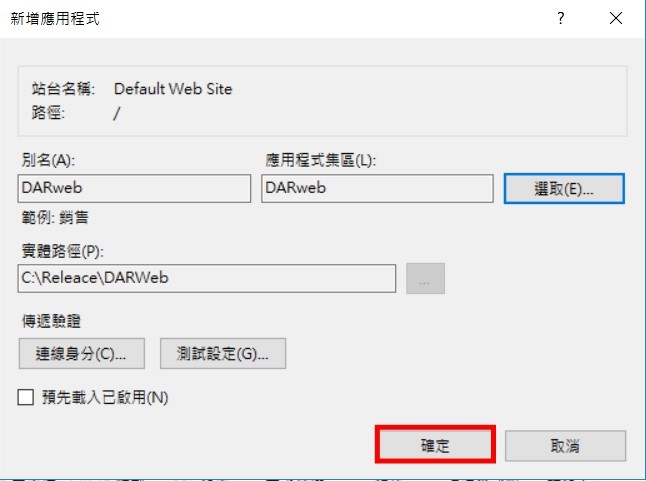 新增應用程式
?
站台名稱: Default Web Site
路徑: /
別名(A): 應用程式集區(L):
DARweb DARweb 選取(E)...
範例: 銷售
實體路徑(P):
C:\Releace\DARWeb ...
傳遞驗證
連線身分(C)... 測試設定(G)...
預先載入已啟用(N)
確定 取消